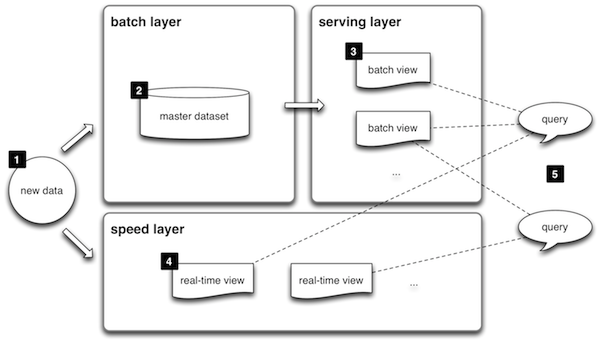 batch layer
serving layer
3
batch view
2
master dataset
batch view
query
1
new data
...
5
speed layer
query
4
real-time view
real-time view
...